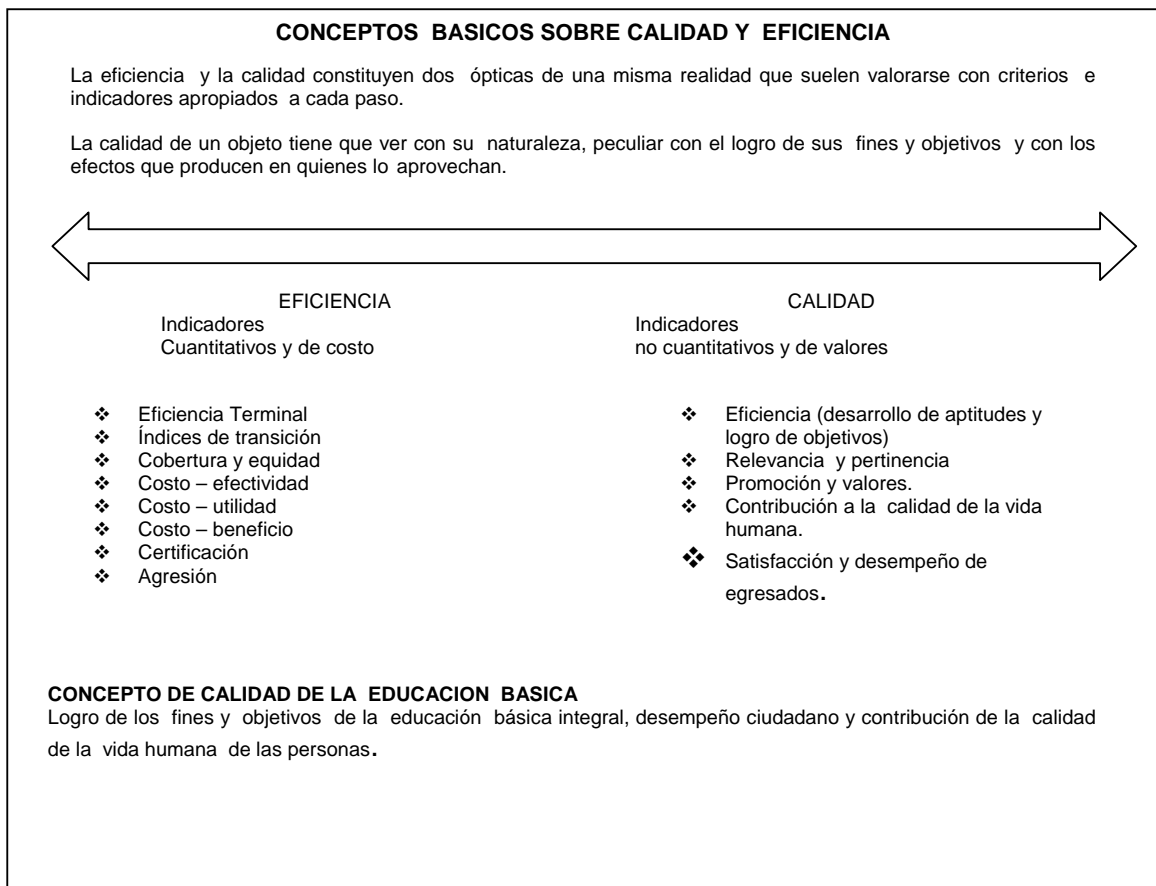 CONCEPTOS BASICOS SOBRE CALIDAD Y EFICIENCIA
La eficiencia y la calidad constituyen dos ópticas de una misma realidad que suelen valorarse con criterios e
indicadores apropiados a cada paso.
La calidad de un objeto tiene que ver con su naturaleza, peculiar con el logro de sus fines y objetivos y con los
efectos que producen en quienes lo aprovechan.
EFICIENCIA
Indicadores
Cuantitativos y de costo
❖ Eficiencia Terminal
❖ Índices de transición
❖ Cobertura y equidad
❖ Costo – efectividad
❖ Costo – utilidad
❖ Costo – beneficio
❖ Certificación
❖ Agresión
CALIDAD
Indicadores
no cuantitativos y de valores
❖ Eficiencia (desarrollo de aptitudes y
logro de objetivos)
❖ Relevancia y pertinencia
❖ Promoción y valores.
❖ Contribución a la calidad de la vida
humana.
❖ Satisfacción y desempeño de
egresados.
CONCEPTO DE CALIDAD DE LA EDUCACION BASICA
Logro de los fines y objetivos de la educación básica integral, desempeño ciudadano y contribución de la calidad
de la vida humana de las personas.